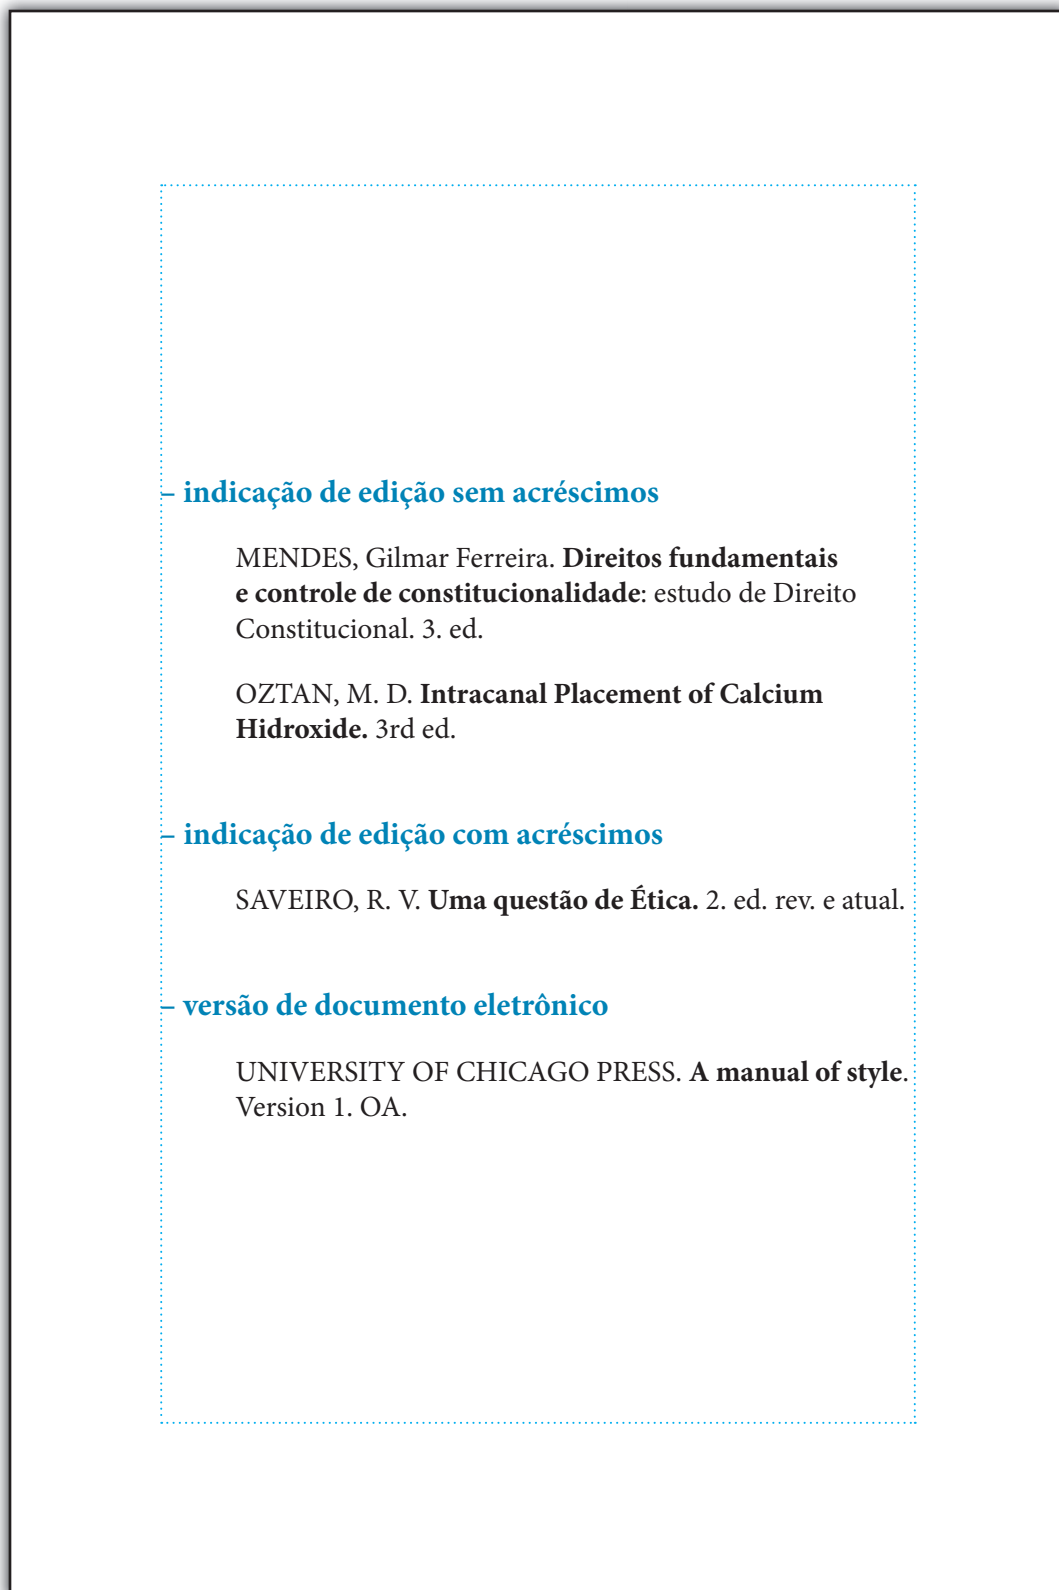 – indicação de edição sem acréscimos
MENDES, Gilmar Ferreira. Direitos fundamentais
e controle de constitucionalidade: estudo de Direito
Constitucional. 3. ed.
OZTAN, M. D. Intracanal Placement of Calcium
Hidroxide. 3rd ed.
– indicação de edição com acréscimos
SAVEIRO, R. V. Uma questão de Ética. 2. ed. rev. e atual.
– versão de documento eletrônico
UNIVERSITY OF CHICAGO PRESS. A manual of style.
Version 1. OA.